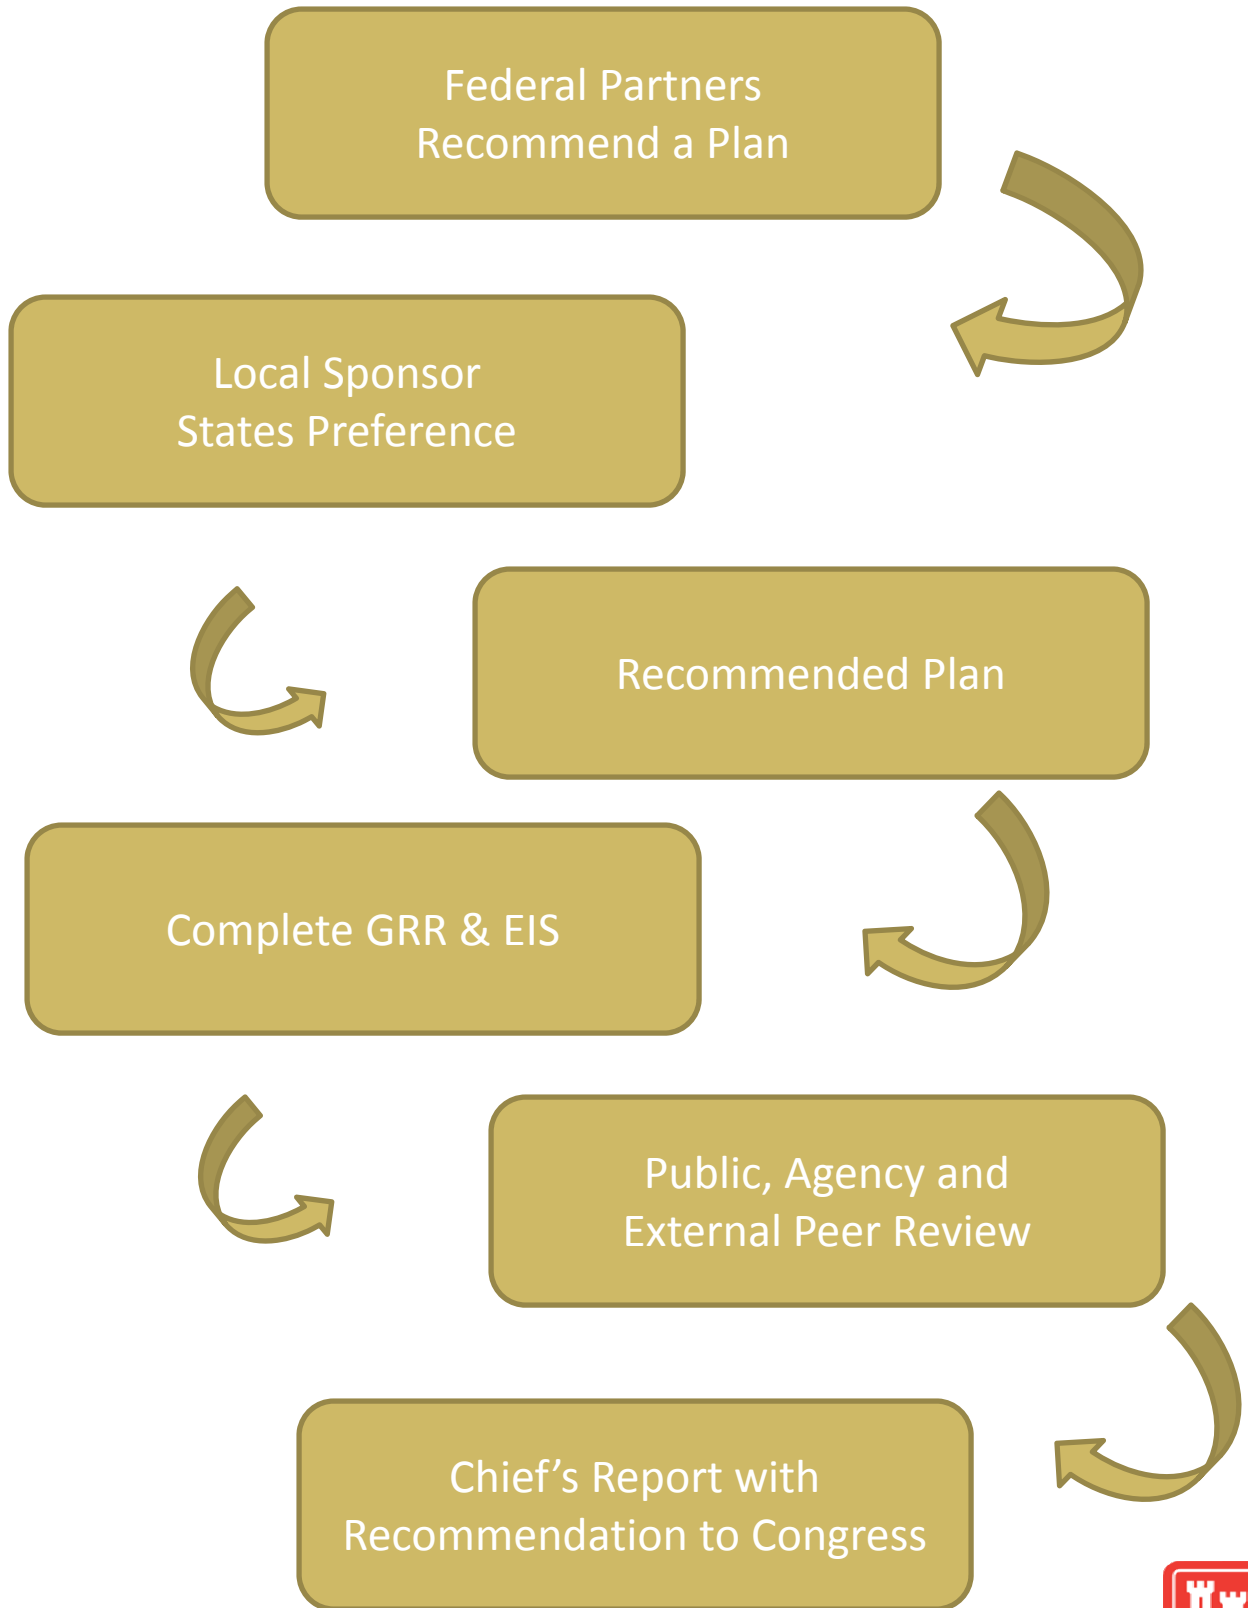 Federal Partners
Recommend a Plan
Local Sponsor
States Preference
Recommended Plan
Complete GRR & EIS
Public, Agency and
External Peer Review
Chief’s Report with
Recommendation to Congress